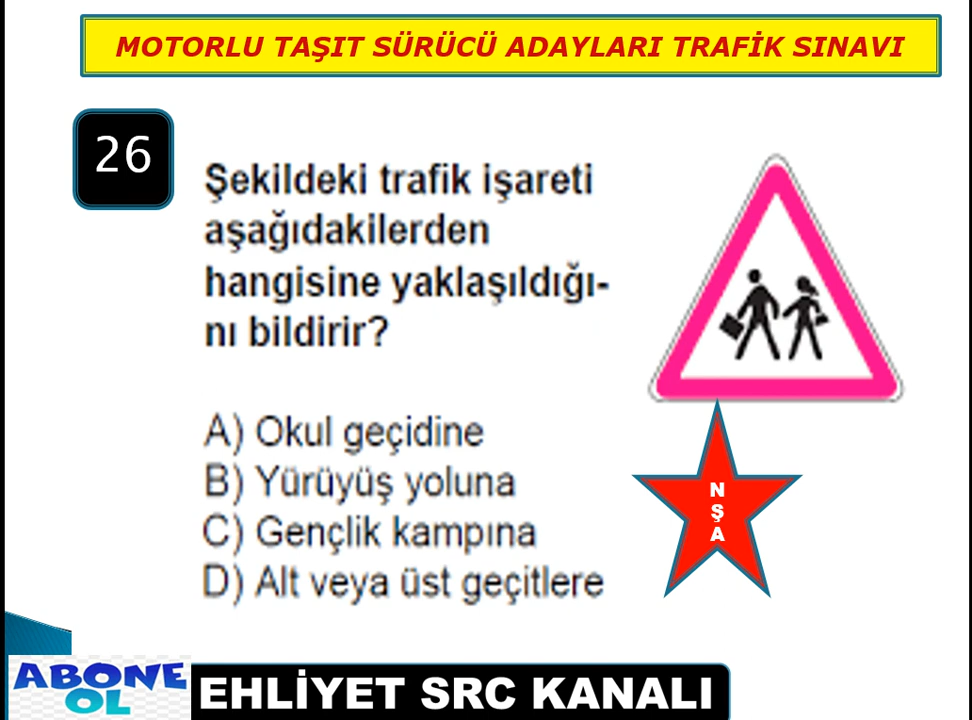 MOTORLU TAŞIT SÜRÜCÜ ADAYLARI TRAFİK SINAVI
26
Şekildeki trafik işareti
aşağıdakilerden
hangisine yaklaşıldığı-
nı bildirir?
A) Okul geçidine
B) Yürüyüş yoluna
C) Gençlik kampına
D) Alt veya üst geçitlere
N
Ş
A
ABONE
OL
EHLİYET SRC KANALI